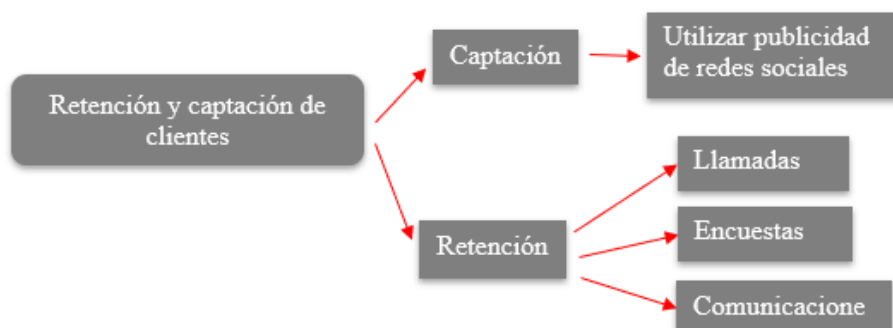 Retención y captación de
clientes
Captación
Utilizar publicidad
de redes sociales
Retención
Llamadas
Encuestas
Comunicacione